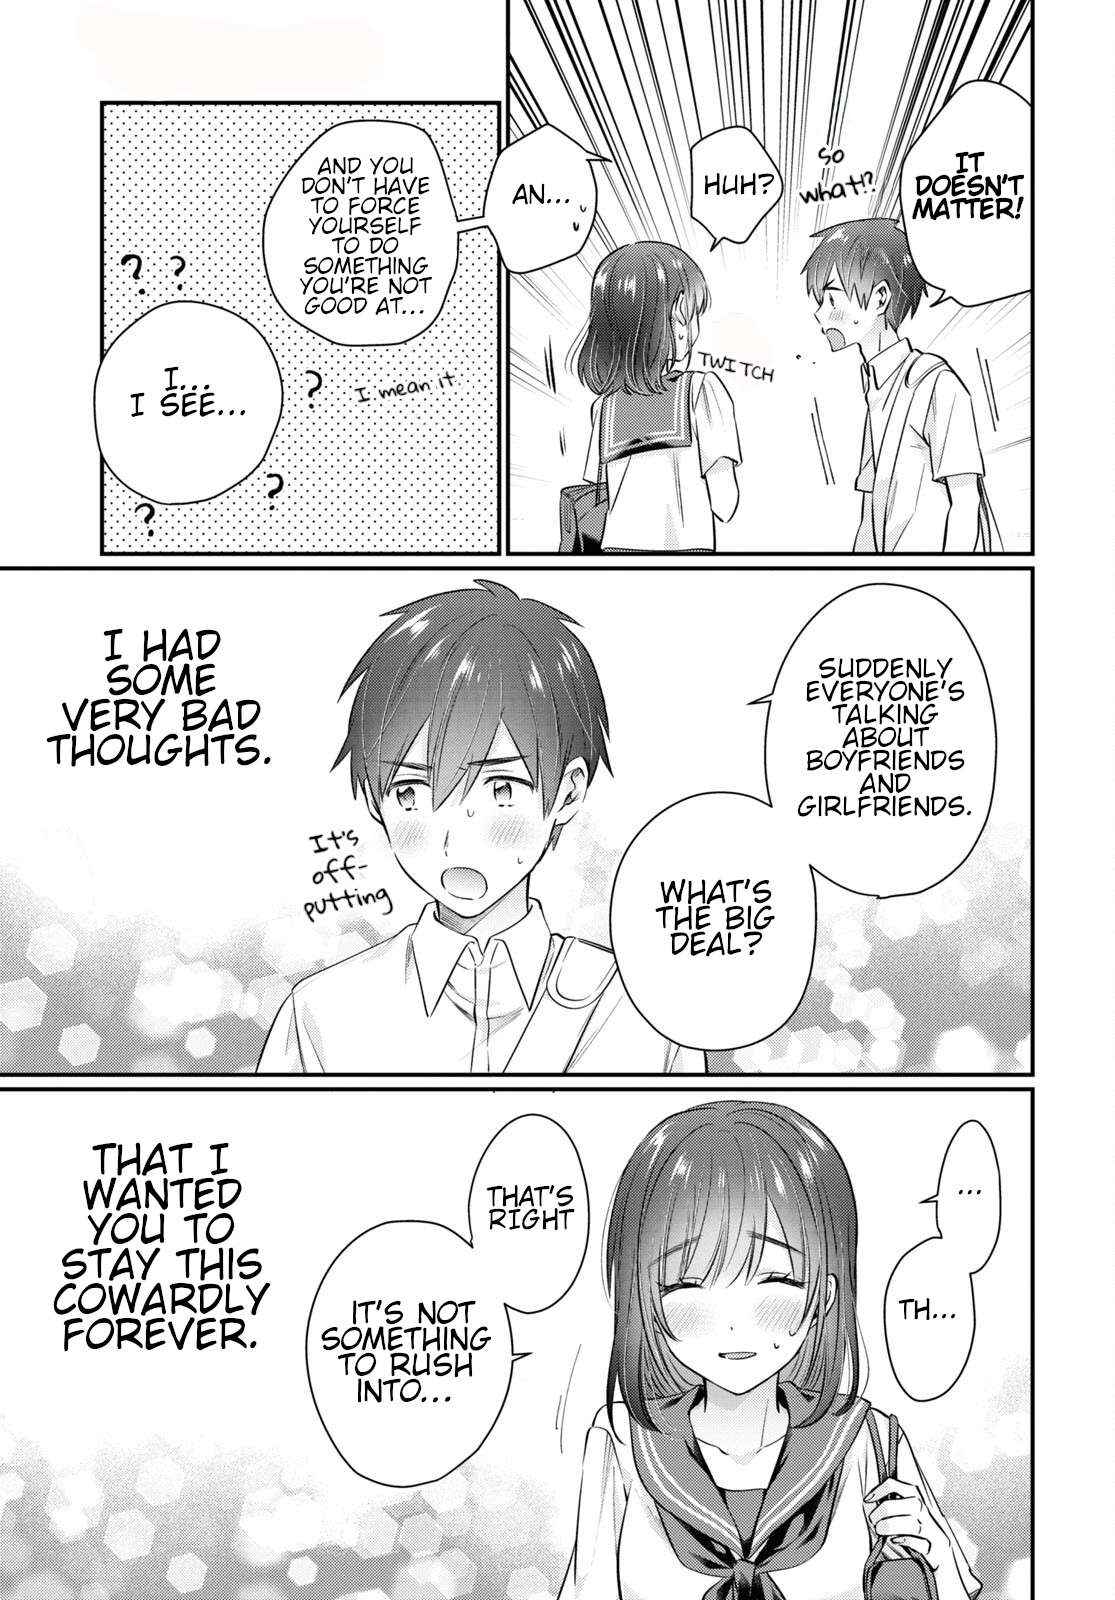 IT
DOESN'T
MATTER!
SO
what!?
HUH?
TWITCH
AN...
AND YOU
DON'T HAVE
TO FORCE
YOURSELF
TO DO
SOMETHING
YOU'RE NOT
GOOD AT...
I mean it
?
?
?
?
?
?
I...
I SEE...
SUDDENLY
EVERYONE'S
TALKING
ABOUT
BOYFRIENDS
AND
GIRLFRIENDS.
WHAT'S
THE BIG
DEAL?
It's
off-
putting
I HAD
SOME
VERY BAD
THOUGHTS.
...
TH...
THAT'S
RIGHT
IT'S NOT
SOMETHING
TO RUSH
INTO...
THAT I
WANTED
YOU TO
STAY THIS
COWARDLY
FOREVER.